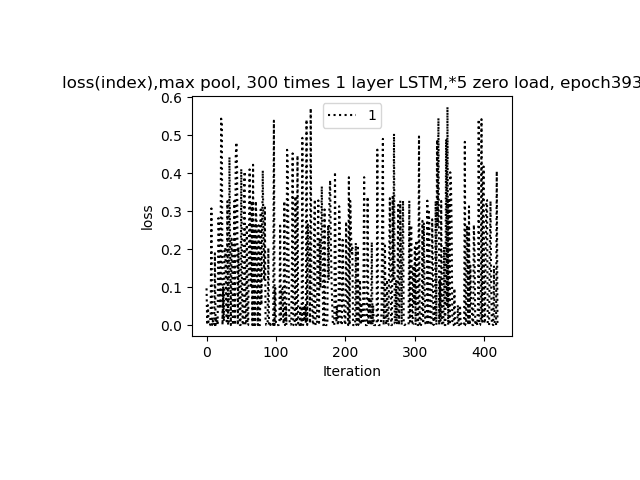 loss(index),max pool, 300 times 1 layer LSTM,*5 zero load, epoch393
0.6
0.5
0.4
0.3
0.2
0.1
0.0
loss
1
0 100 200 300 400
Iteration